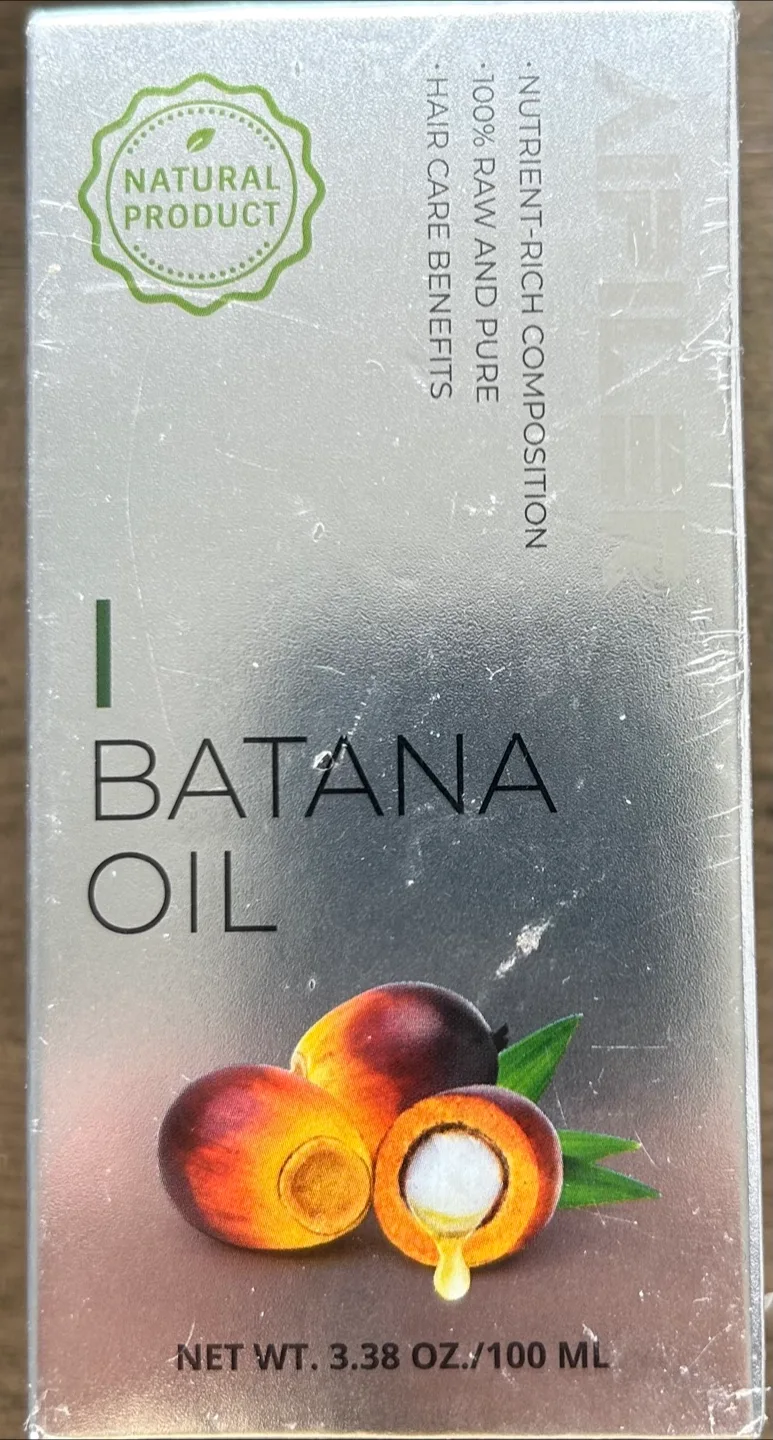 NATURAL
PRODUCT
·NUTRIENT-RICH COMPOSITION
·100% RAW AND PURE
·HAIR CARE BENEFITS
BATANA
OIL
NET WT. 3.38 OZ./100 ML